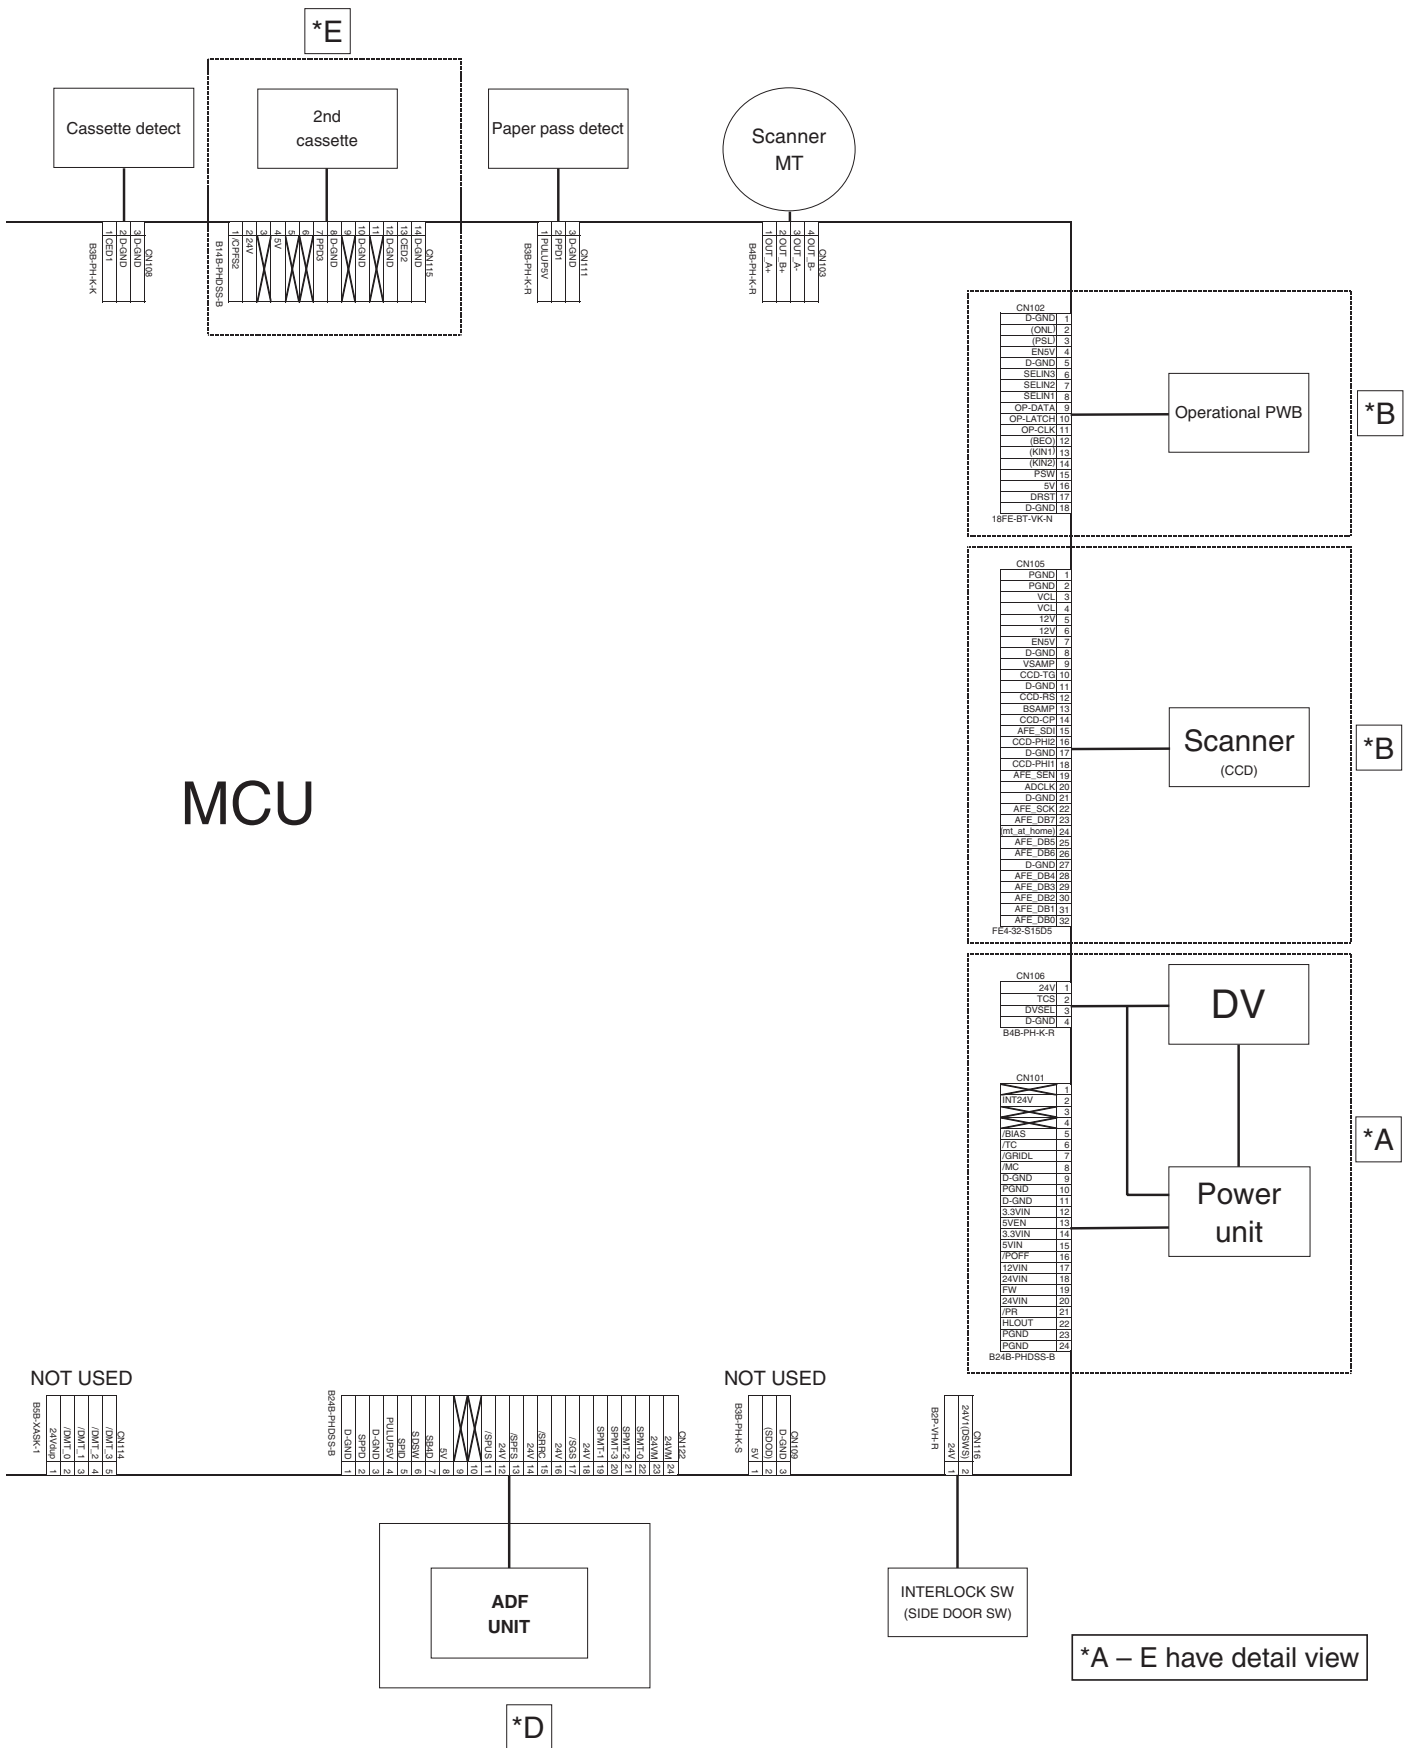 *E
Cassette detect
2nd
cassette
Paper pass detect
Scanner
MT
CN108
3 D-GND
2 D-GND
1 CED1
B3B-PH-K-K
CN115
14 D-GND
13 CED2
12 D-GND
11
10 D-GND
9
8 D-GND
7 PPD3
6
5
4 5V
3
2 24V
1 /CPFS2
B14B-PHDSS-B
CN111
3 D-GND
2 PPD1
1 PULUP5V
B3B-PH-K-R
CN103
4 OUT_B-
3 OUT_A-
2 OUT_B+
1 OUT_A+
B4B-PH-K-R
CN102
D-GND 1
(ONL) 2
(PSL) 3
EN5V 4
D-GND 5
SELIN3 6
SELIN2 7
SELIN1 8
OP-DATA 9
OP-LATCH 10
OP-CLK 11
(BEO) 12
(KIN1) 13
(KIN2) 14
PSW 15
5V 16
DRST 17
D-GND 18
18FE-BT-VK-N
Operational PWB
*B
CN105
PGND 1
PGND 2
VCL 3
VCL 4
12V 5
12V 6
EN5V 7
D-GND 8
VSAMP 9
CCD-TG 10
D-GND 11
CCD-RS 12
BSAMP 13
CCD-CP 14
AFE_SDI 15
CCD-PHI2 16
D-GND 17
CCD-PHI1 18
AFE_SEN 19
ADCLK 20
D-GND 21
AFE_SCK 22
AFE_DB7 23
(mt_at_home) 24
AFE_DB5 25
AFE_DB6 26
D-GND 27
AFE_DB4 28
AFE_DB3 29
AFE_DB2 30
AFE_DB1 31
AFE_DB0 32
FE4-32-S15D5
Scanner
(CCD)
*B
MCU
CN106
24V 1
TCS 2
DVSEL 3
D-GND 4
B4B-PH-K-R
DV
CN101
1
INT24V 2
3
4
/BIAS 5
/TC 6
/GRIDL 7
/MC 8
D-GND 9
PGND 10
D-GND 11
3.3VIN 12
5VEN 13
3.3VIN 14
5VIN 15
/POFF 16
12VIN 17
24VIN 18
FW 19
24VIN 20
/PR 21
HLOUT 22
PGND 23
PGND 24
B24B-PHDSS-B
Power
unit
*A
NOT USED
CN114
/DMT_3 5
/DMT_2 4
/DMT_1 3
/DMT_0 2
24Vdup 1
B5B-XASK-1
CN122
24VM 24
24VM 23
SPMT-0 22
SPMT-2 21
SPMT-3 20
SPMT-1 19
24V 18
/SGS 17
24V 16
/SRRC 15
24V 14
/SPFS 13
24V 12
/SPUS 11
10
9
5V 8
SB4D 7
SDSW 6
SPID 5
PULUP5V 4
D-GND 3
SPPD 2
D-GND 1
B24B-PHDSS-B
NOT USED
CN109
D-GND 3
(SDOD) 2
5V 1
B3B-PH-K-S
CN116
24V1(DSWS) 2
24V 1
B2P-VH-R
ADF
UNIT
*D
INTERLOCK SW
(SIDE DOOR SW)
*A – E have detail view